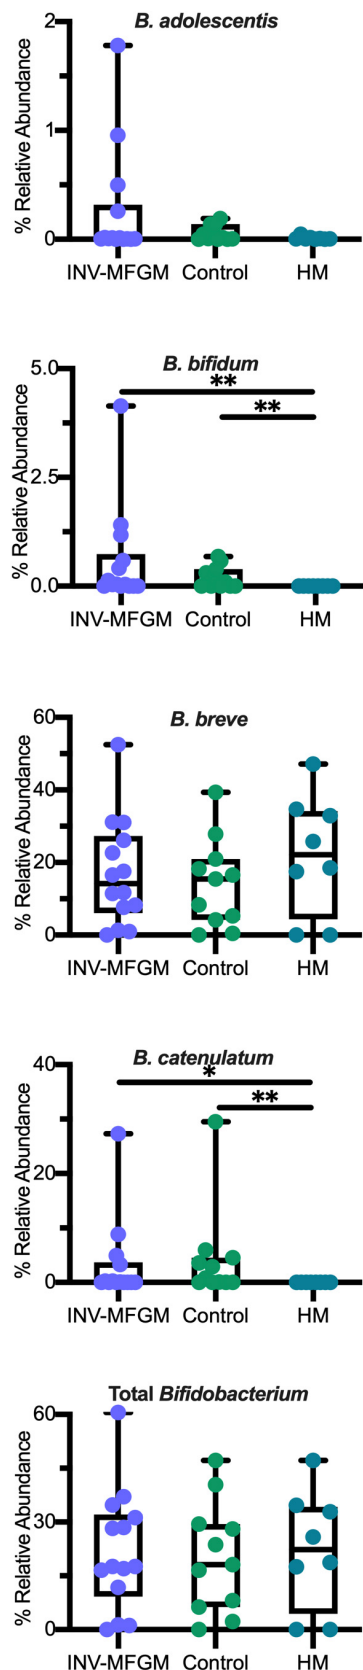 B. adolescentis
% Relative Abundance
2
1
0
INV-MFGM Control HM
B. bifidum
% Relative Abundance
5.0
**
**
2.5
0.0
INV-MFGM Control HM
B. breve
% Relative Abundance
60
40
20
0
INV-MFGM Control HM
B. catenulatum
% Relative Abundance
40
*
**
20
0
INV-MFGM Control HM
Total Bifidobacterium
% Relative Abundance
60
30
0
INV-MFGM Control HM